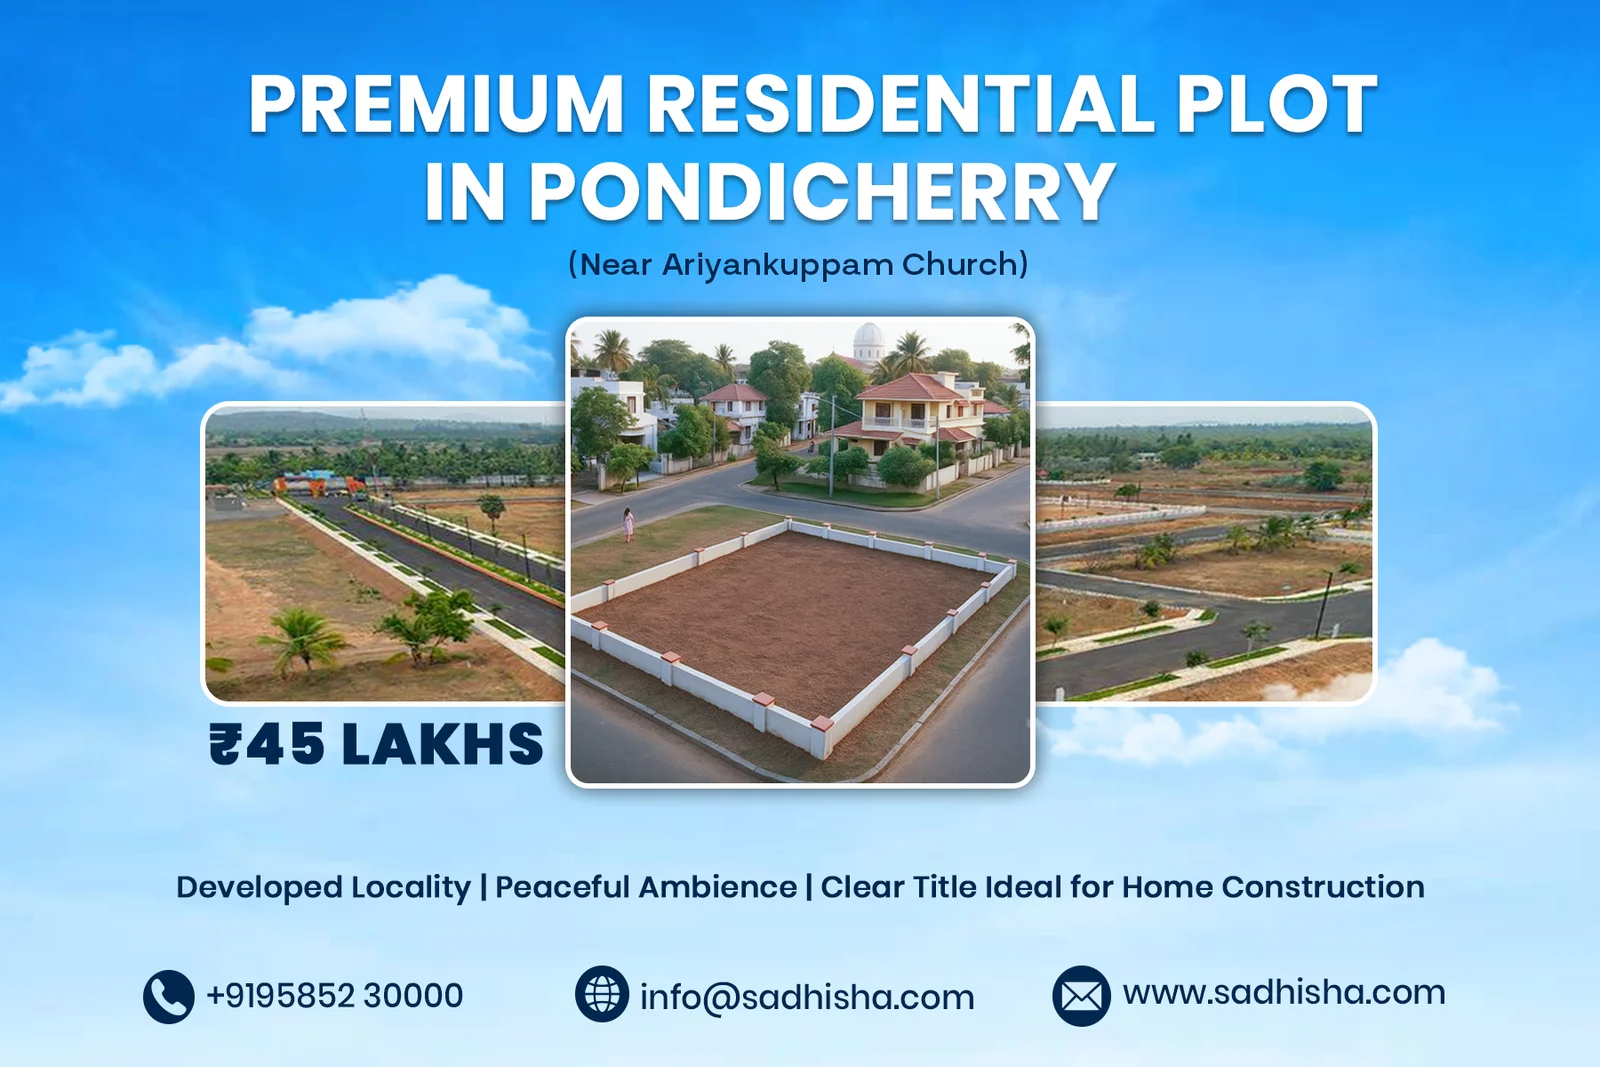 PREMIUM RESIDENTIAL PLOT
IN PONDICHERRY
(Near Ariyankuppam Church)
₹45 LAKHS
Developed Locality | Peaceful Ambience | Clear Title Ideal for Home Construction
+9195852 30000
info@sadhisha.com
www.sadhisha.com